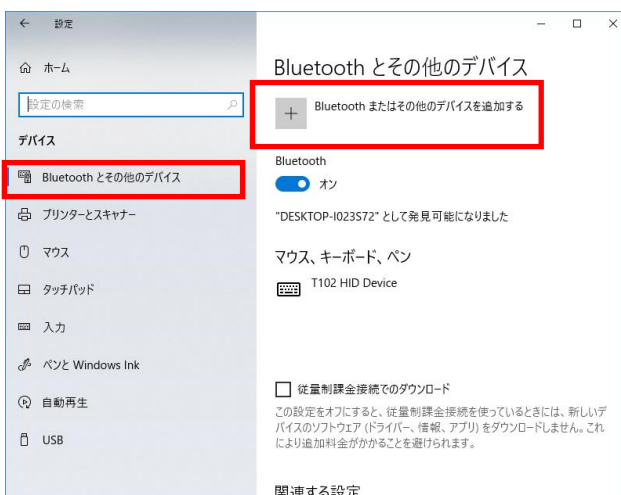 設定
ホーム
設定の検索
デバイス
Bluetooth とその他のデバイス
プリンターとスキャナー
マウス
タッチパッド
入力
ペンと Windows Ink
自動再生
USB
Bluetooth とその他のデバイス
Bluetooth またはその他のデバイスを追加する
Bluetooth
オン
"DESKTOP-I023S72" として発見可能になりました
マウス、キーボード、ペン
T102 HID Device
従量制課金接続でのダウンロード
この設定をオフにすると、従量制課金接続を使っているときには、新しいデ
バイスのソフトウェア (ドライバー、情報、アプリ) をダウンロードしません。これ
により追加料金がかかることを避けられます。
関連する設定